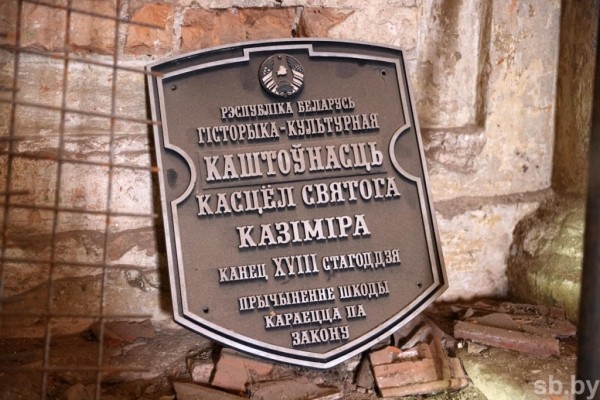 РЭСПУБЛІКА БЕЛАРУСЬ
ГІСТОРЫКА-КУЛЬТУРНАЯ
КАШТОЎНАСЦЬ
КАСЦЁЛ СВЯТОГА
КАЗІМІРА
КАНЕЦ XVIII СТАГОДДЗЯ
ПРЫЧЫНЕННЕ ШКОДЫ
КАРАЕЦЦА ПА
ЗАКОНУ
sb.by